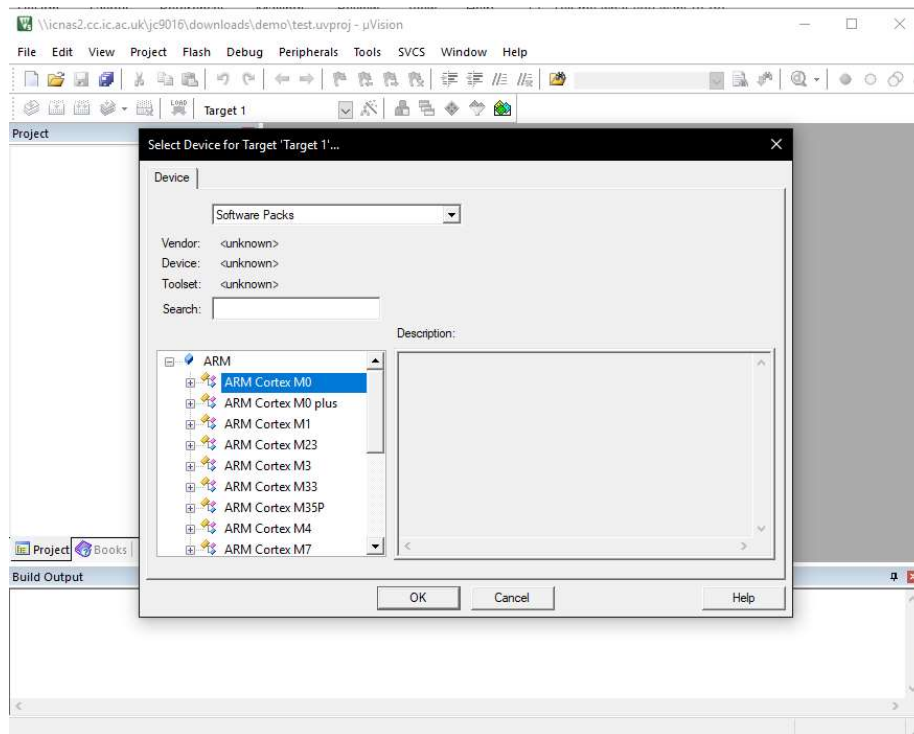 \\icnas2.cc.ic.ac.uk\jc9016\downloads\demo\test.uvproj - µVision
File Edit View Project Flash Debug Peripherals Tools SVCS Window Help
LOAD Target 1
Project
Select Device for Target 'Target 1'...
Device
Software Packs
Vendor: <unknown>
Device: <unknown>
Toolset: <unknown>
Search:
Description:
ARM
ARM Cortex M0
ARM Cortex M0 plus
ARM Cortex M1
ARM Cortex M23
ARM Cortex M3
ARM Cortex M33
ARM Cortex M35P
ARM Cortex M4
ARM Cortex M7
Project Books
Build Output
OK Cancel Help